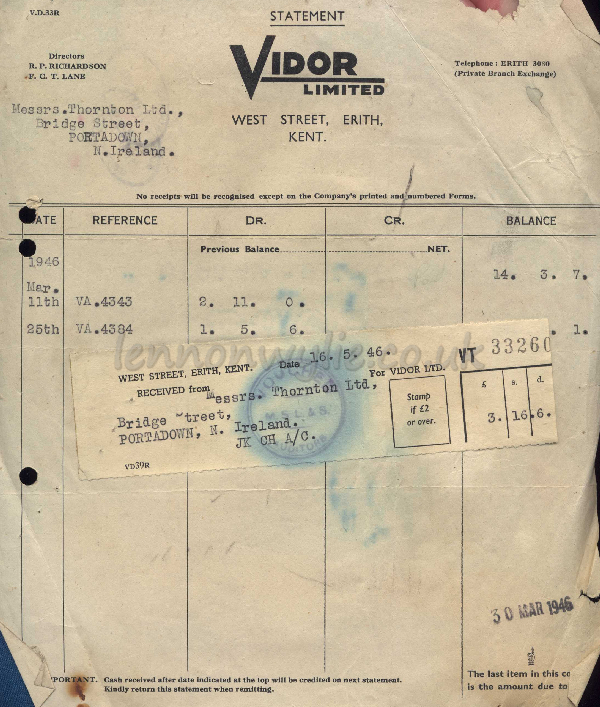 V.D.33R
STATEMENT
Directors
R. P. RICHARDSON
F. G. T. LANE
VIDOR
LIMITED
Telephone : ERITH 3080
(Private Branch Exchange)
WEST STREET, ERITH,
KENT.
Messrs.Thornton Ltd.,
Bridge Street,
PORTADOWN,
N.Ireland.
No receipts will be recognised except on the Company's printed and numbered Forms.
DATE REFERENCE DR. CR. BALANCE
Previous Balance NET.
1946
14. 3. 7.
Mar.
11th VA.4343 2. 11. 0.
25th VA.4384 1. 5. 6. 1.
lennonwylie.co.uk
WEST STREET, ERITH, KENT. Date 16. 5. 46. VT 33260
RECEIVED from Messrs. Thornton Ltd, For VIDOR LTD.
Bridge treet,
PORTADOWN, N. Ireland.
JK CH A/C.
Stamp
if £2
or over.
£ s. d.
3. 16. 6.
M S L & S
VD39R
30 MAR 1946
PORTANT. Cash received after date indicated at the top will be credited on next statement.
Kindly return this statement when remitting.
The last item in this co
is the amount due to